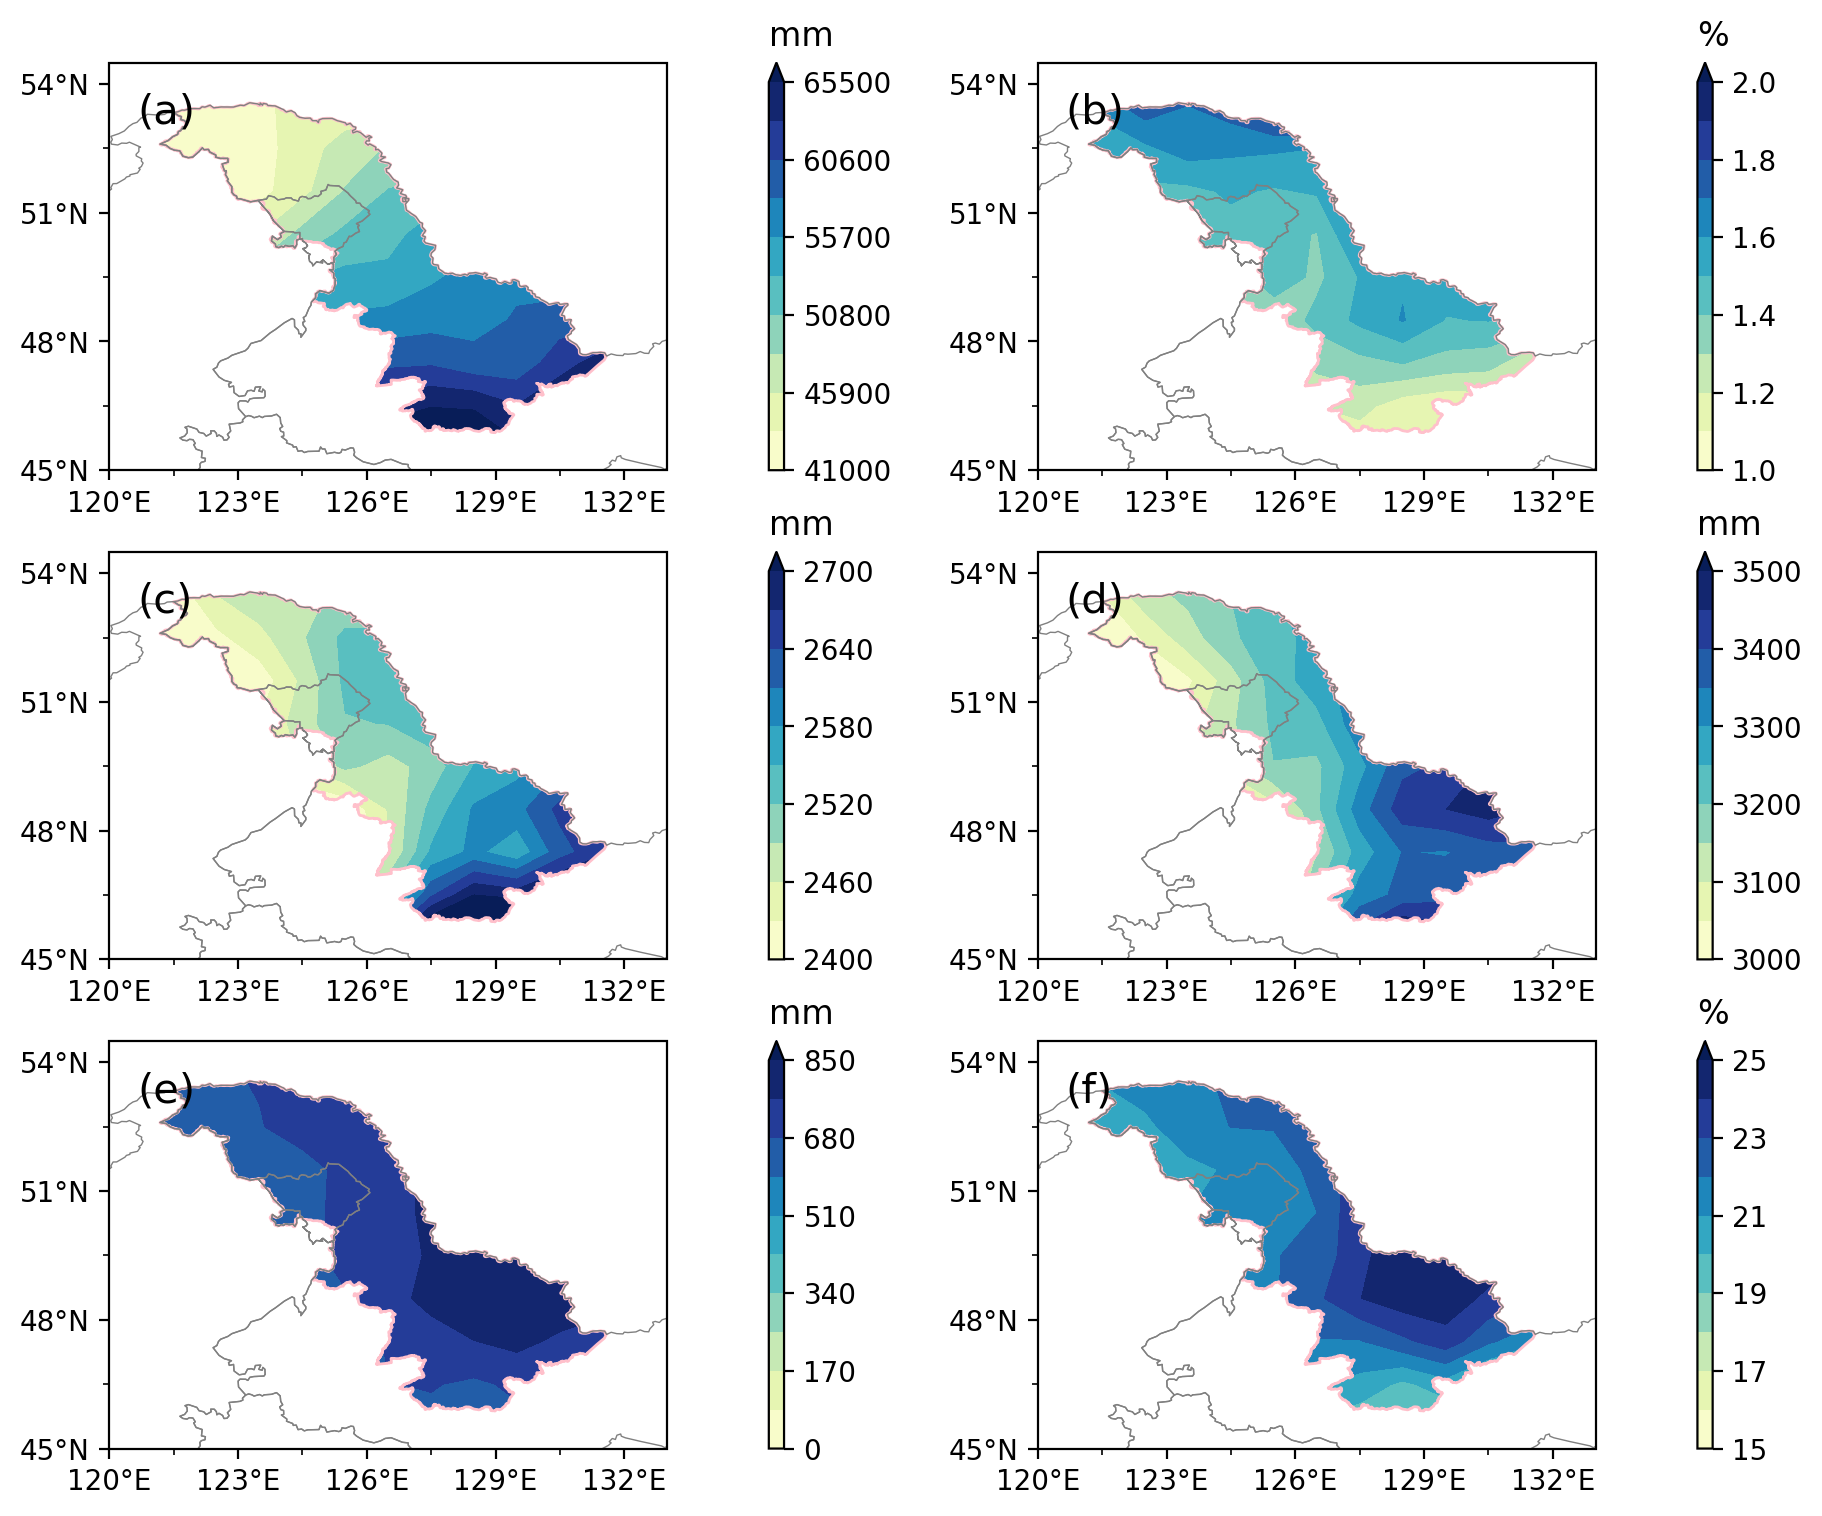 mm
%
54°N
51°N
48°N
45°N
120°E 123°E 126°E 129°E 132°E
(a)
65500
60600
55700
50800
45900
41000
54°N
51°N
48°N
45°N
120°E 123°E 126°E 129°E 132°E
(b)
2.0
1.8
1.6
1.4
1.2
1.0
mm
mm
54°N
51°N
48°N
45°N
120°E 123°E 126°E 129°E 132°E
(c)
2700
2640
2580
2520
2460
2400
54°N
51°N
48°N
45°N
120°E 123°E 126°E 129°E 132°E
(d)
3500
3400
3300
3200
3100
3000
mm
%
54°N
51°N
48°N
45°N
120°E 123°E 126°E 129°E 132°E
(e)
850
680
510
340
170
0
54°N
51°N
48°N
45°N
120°E 123°E 126°E 129°E 132°E
(f)
25
23
21
19
17
15